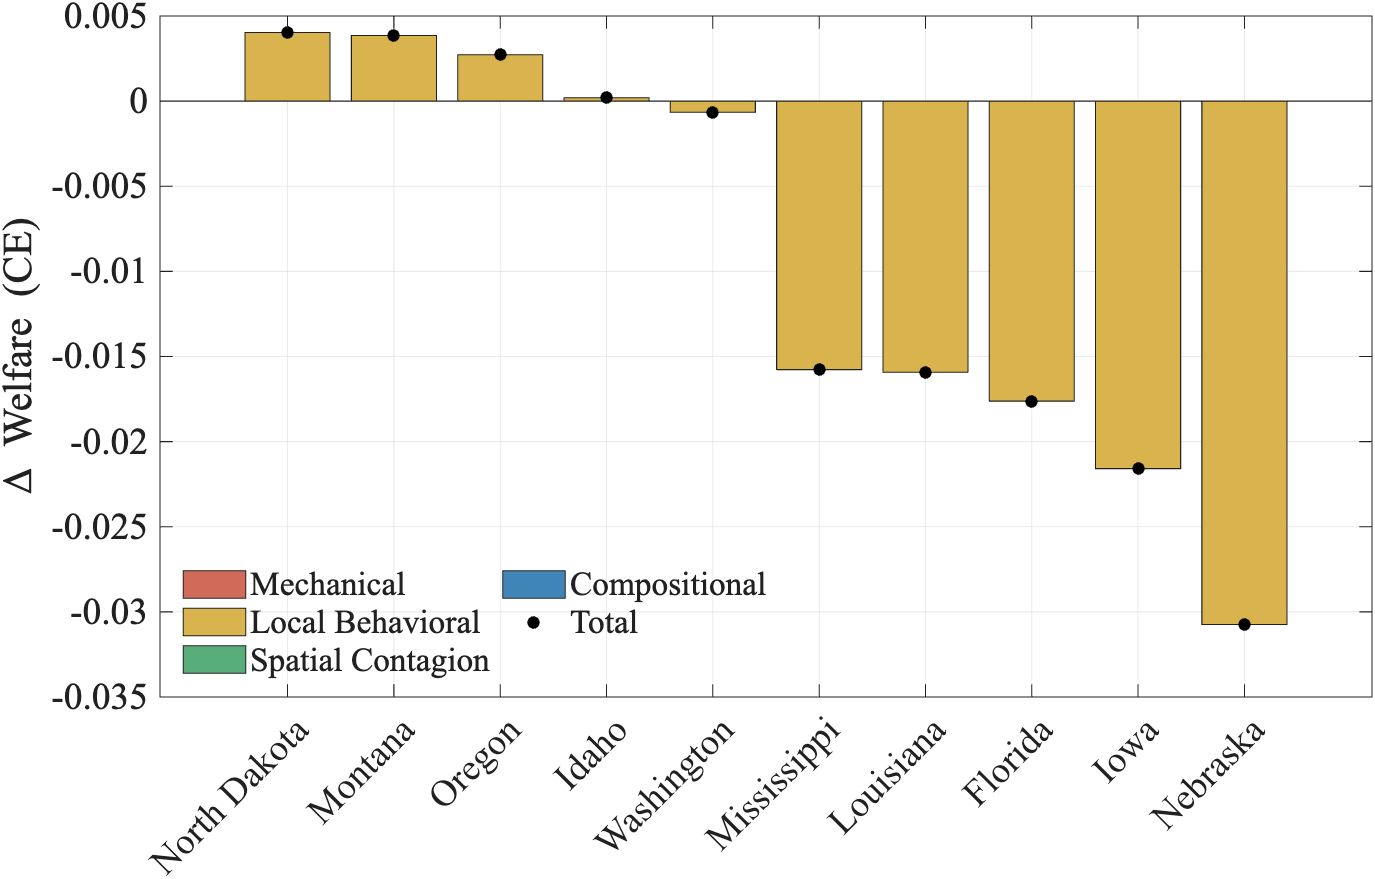 0.005
0
-0.005
-0.01
-0.015
-0.02
-0.025
-0.03
-0.035
Δ Welfare (CE)
Mechanical
Local Behavioral
Spatial Contagion
Compositional
Total
North Dakota
Montana
Oregon
Idaho
Washington
Mississippi
Louisiana
Florida
Iowa
Nebraska